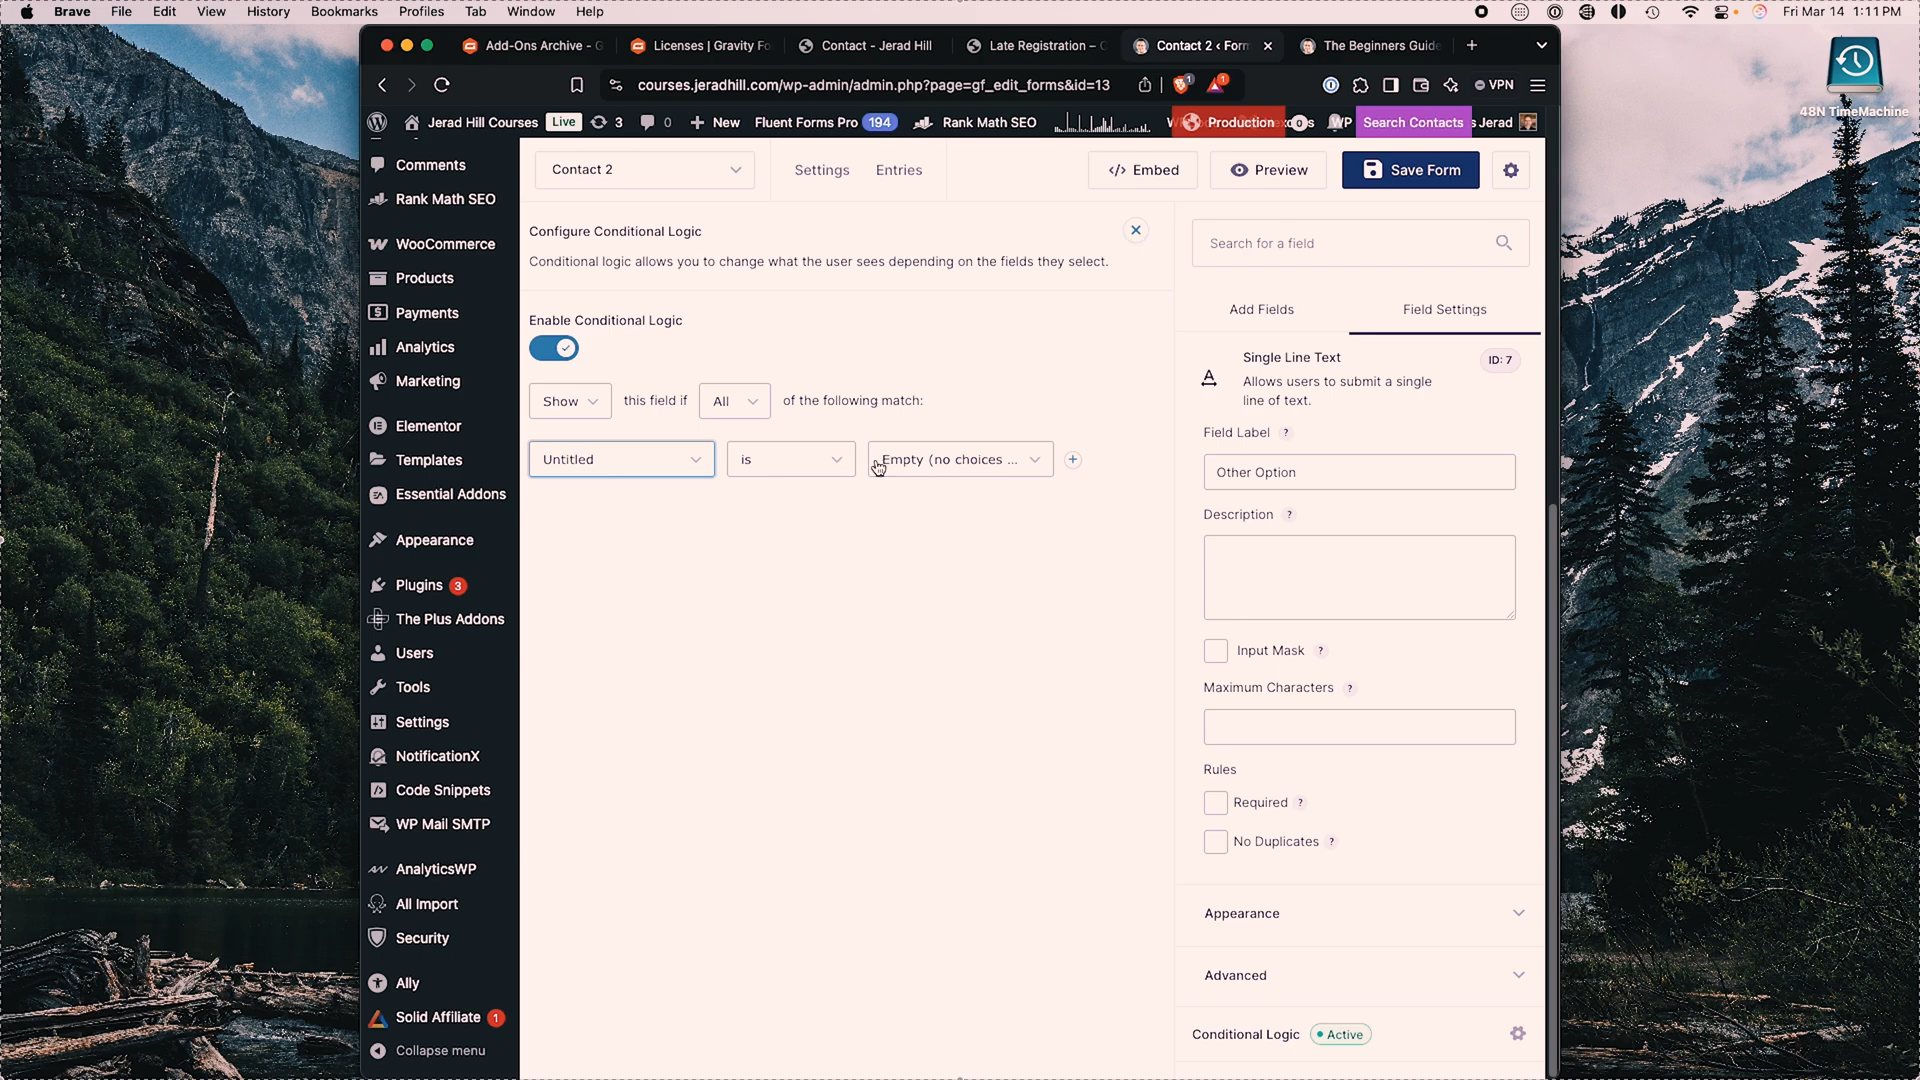 Brave File Edit View History Bookmarks Profiles Tab Window Help
Fri Mar 14 1:11 PM
Add-Ons Archive - G
Licenses | Gravity Fo
Contact - Jerad Hill
Late Registration – C
Contact 2 ‹ Form
The Beginners Guide
courses.jeradhill.com/wp-admin/admin.php?page=gf_edit_forms&id=13
1
1
VPN
48N TimeMachine
Jerad Hill Courses Live 3 0 New Fluent Forms Pro 194 Rank Math SEO
Production 0 WP Search Contacts s Jerad
Comments
Rank Math SEO
WooCommerce
Products
Payments
Analytics
Marketing
Elementor
Templates
Essential Addons
Appearance
Plugins 3
The Plus Addons
Users
Tools
Settings
NotificationX
Code Snippets
WP Mail SMTP
AnalyticsWP
All Import
Security
Ally
Solid Affiliate 1
Collapse menu
Contact 2
Settings Entries
</> Embed
Preview
Save Form
Configure Conditional Logic
Conditional logic allows you to change what the user sees depending on the fields they select.
Enable Conditional Logic
Show this field if All of the following match:
Untitled is Empty (no choices ...
Search for a field
Add Fields Field Settings
Single Line Text ID: 7
Allows users to submit a single
line of text.
Field Label ?
Other Option
Description ?
Input Mask ?
Maximum Characters ?
Rules
Required ?
No Duplicates ?
Appearance
Advanced
Conditional Logic Active